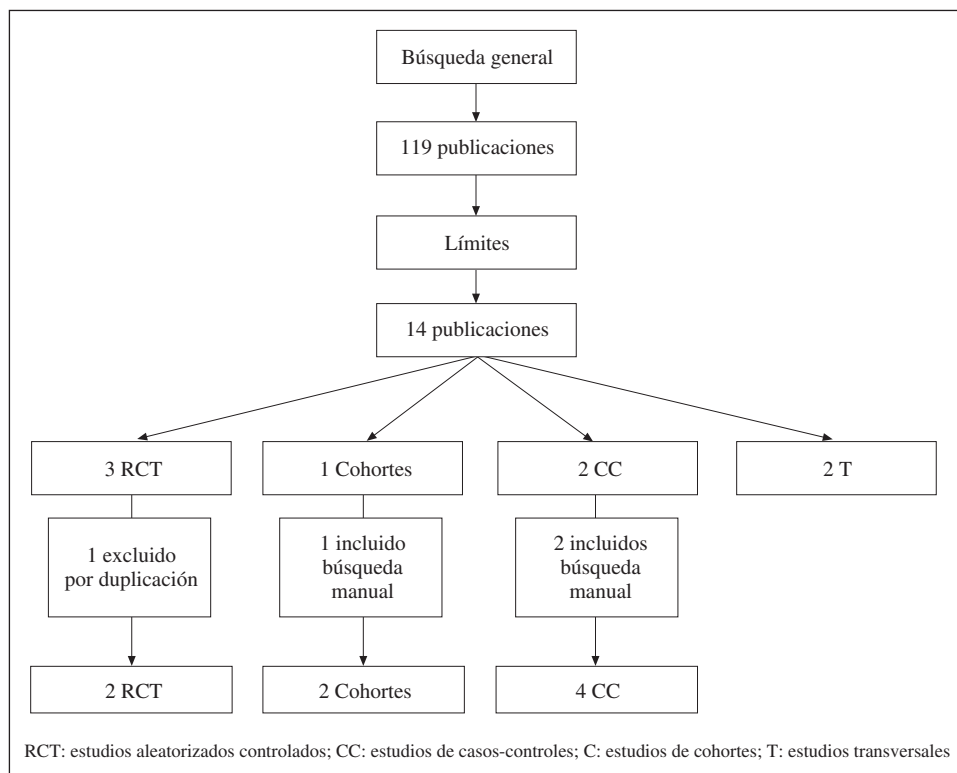 Búsqueda general
119 publicaciones
Límites
14 publicaciones
3 RCT
1 Cohortes
2 CC
2 T
1 excluido
por duplicación
1 incluido
búsqueda
manual
2 incluidos
búsqueda
manual
2 RCT
2 Cohortes
4 CC
RCT: estudios aleatorizados controlados; CC: estudios de casos-controles; C: estudios de cohortes; T: estudios transversales